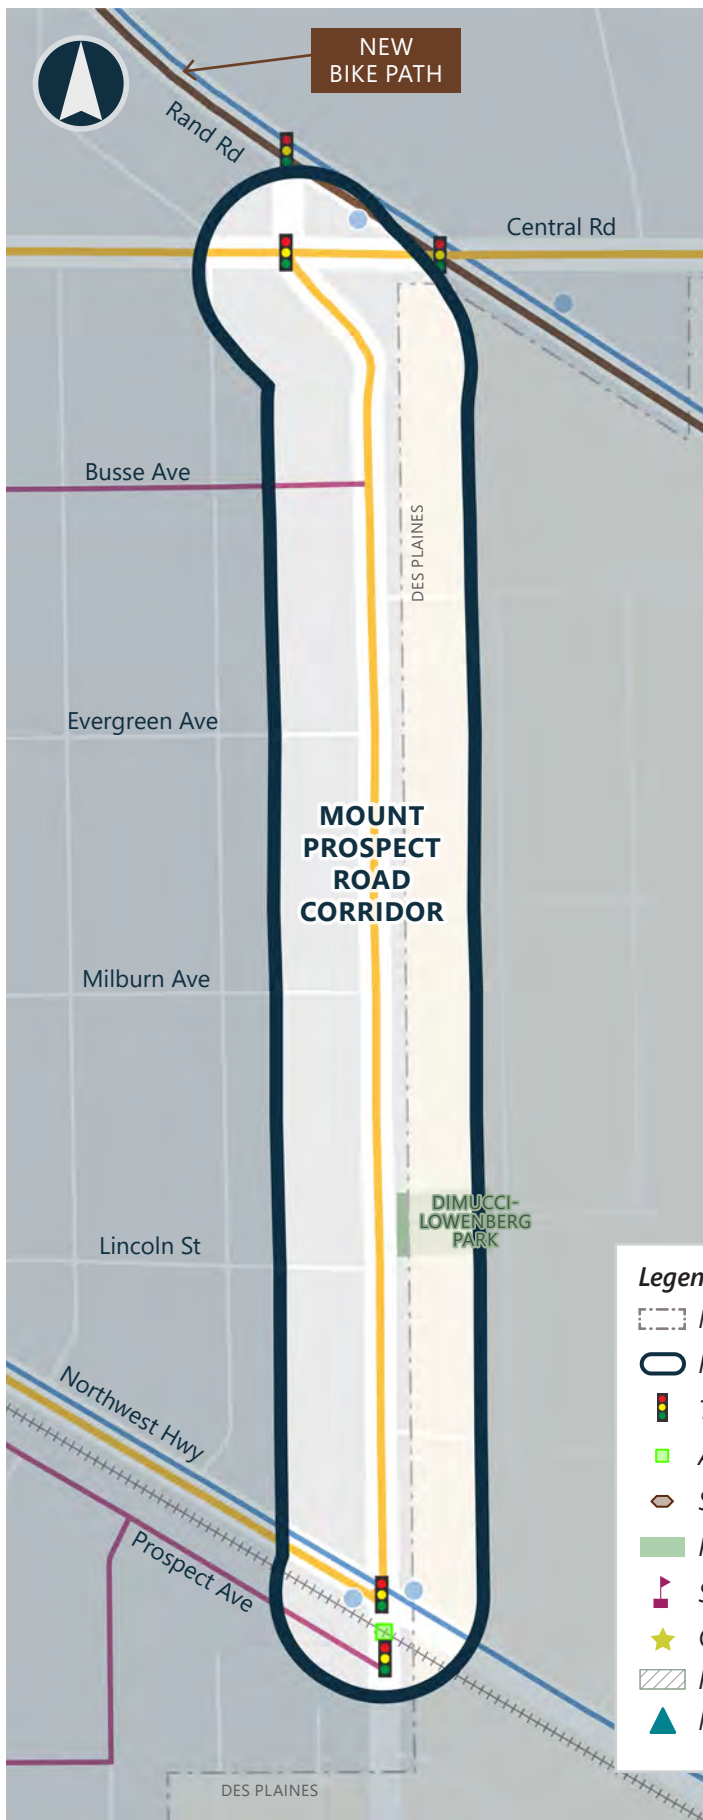 NEW
BIKE PATH
Rand Rd
Central Rd
Busse Ave
DES PLAINES
Evergreen Ave
MOUNT
PROSPECT
ROAD
CORRIDOR
Milburn Ave
DIMUCCI-
LOWENBERG
PARK
Lincoln St
Legen
Northwest Hwy
Prospect Ave
DES PLAINES